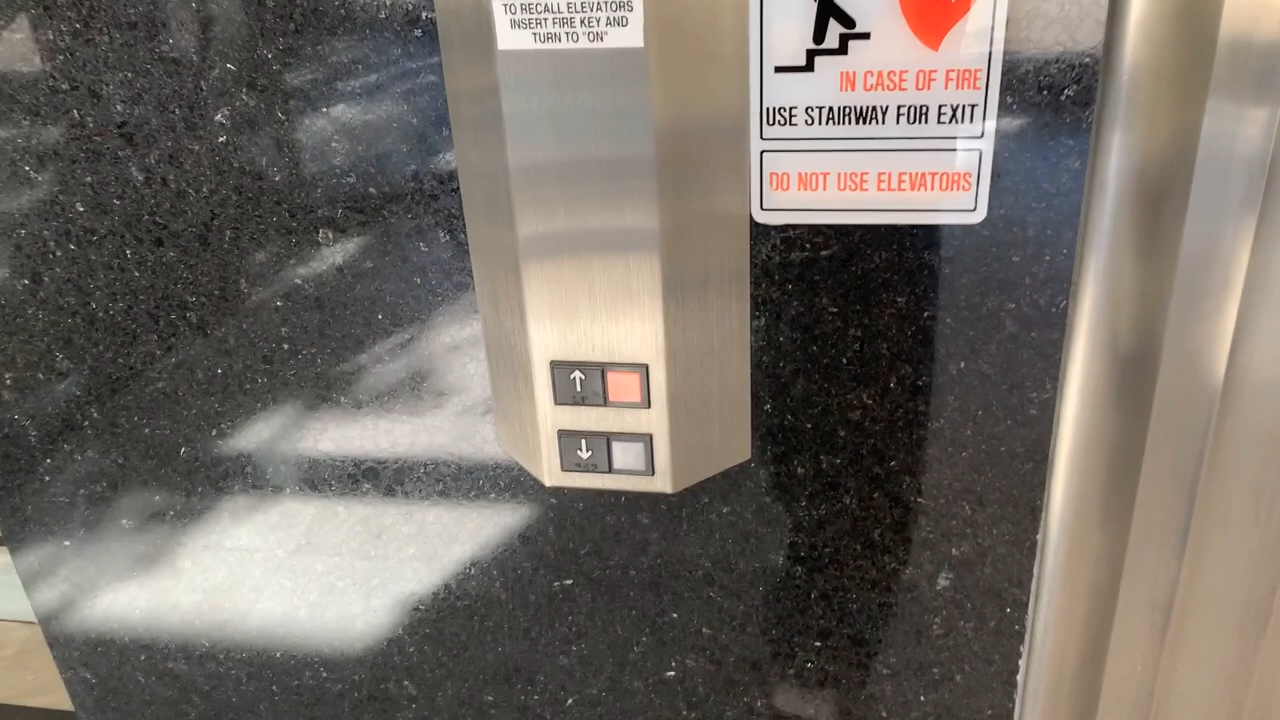 TO RECALL ELEVATORS
INSERT FIRE KEY AND
TURN TO "ON"
IN CASE OF FIRE
USE STAIRWAY FOR EXIT
DO NOT USE ELEVATORS